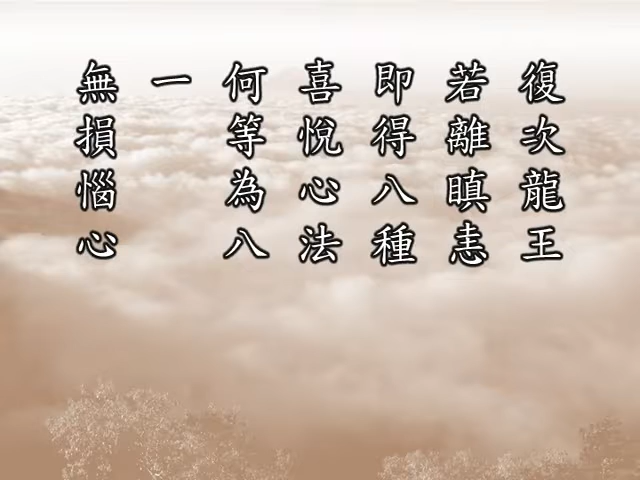 復次龍王
若離瞋恚
即得八種
喜悅心法
何等為八
一
無損惱心